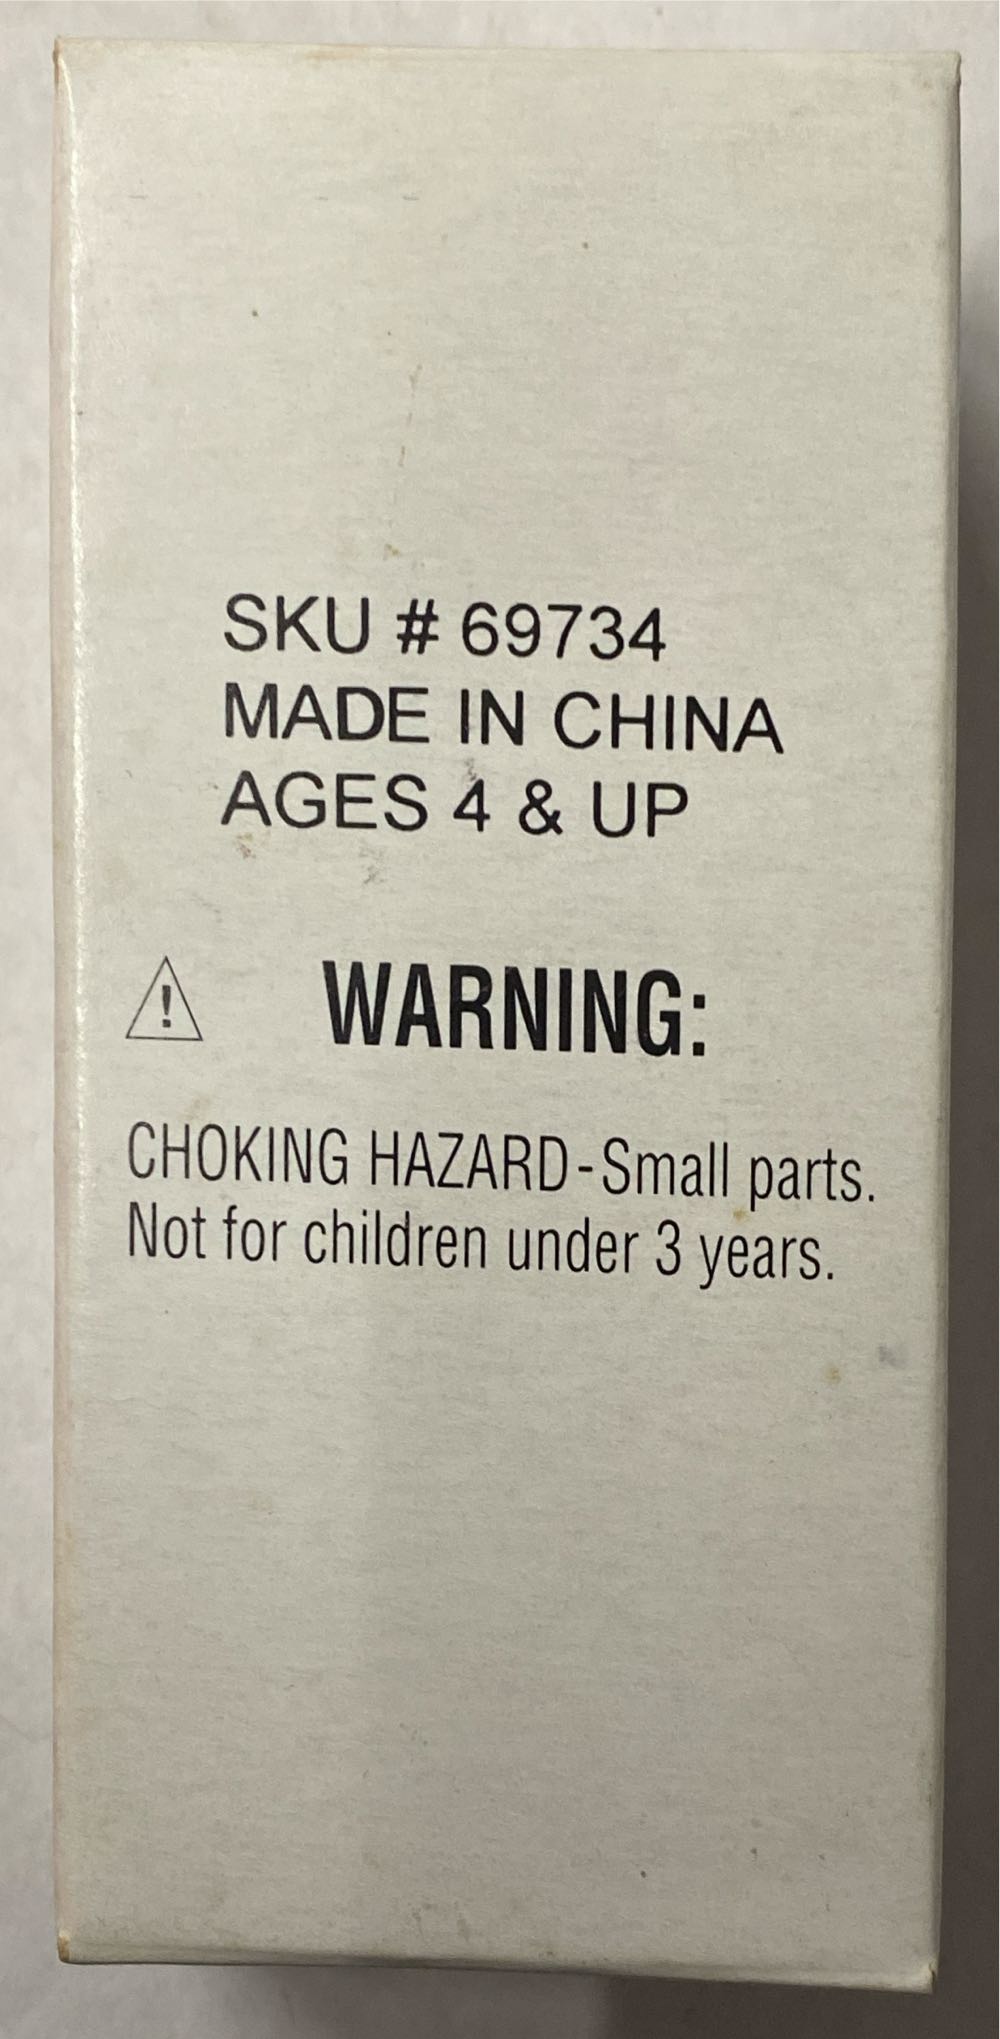 SKU # 69734
MADE IN CHINA
AGES 4 & UP
! WARNING:
CHOKING HAZARD-Small parts.
Not for children under 3 years.